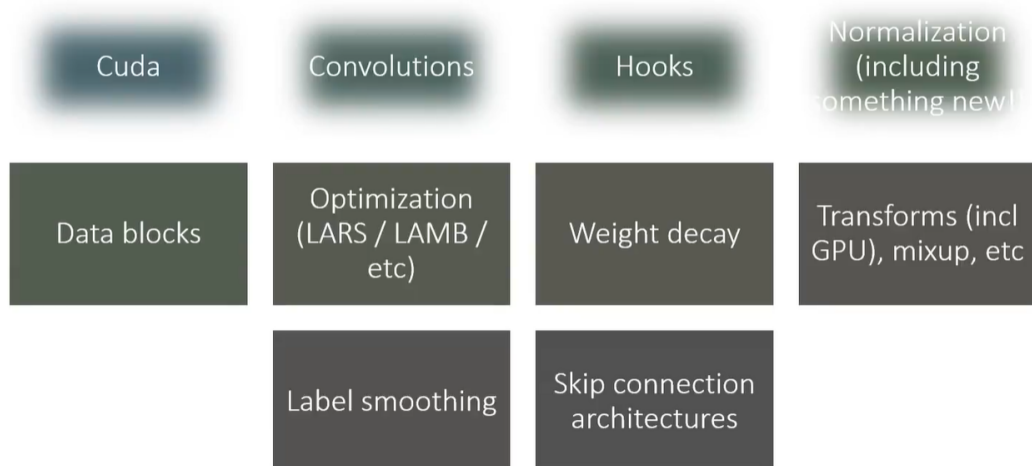 Cuda
Convolutions
Hooks
Normalization
(including
something new!!
Data blocks
Optimization
(LARS / LAMB /
etc)
Weight decay
Transforms (incl
GPU), mixup, etc
Label smoothing
Skip connection
architectures